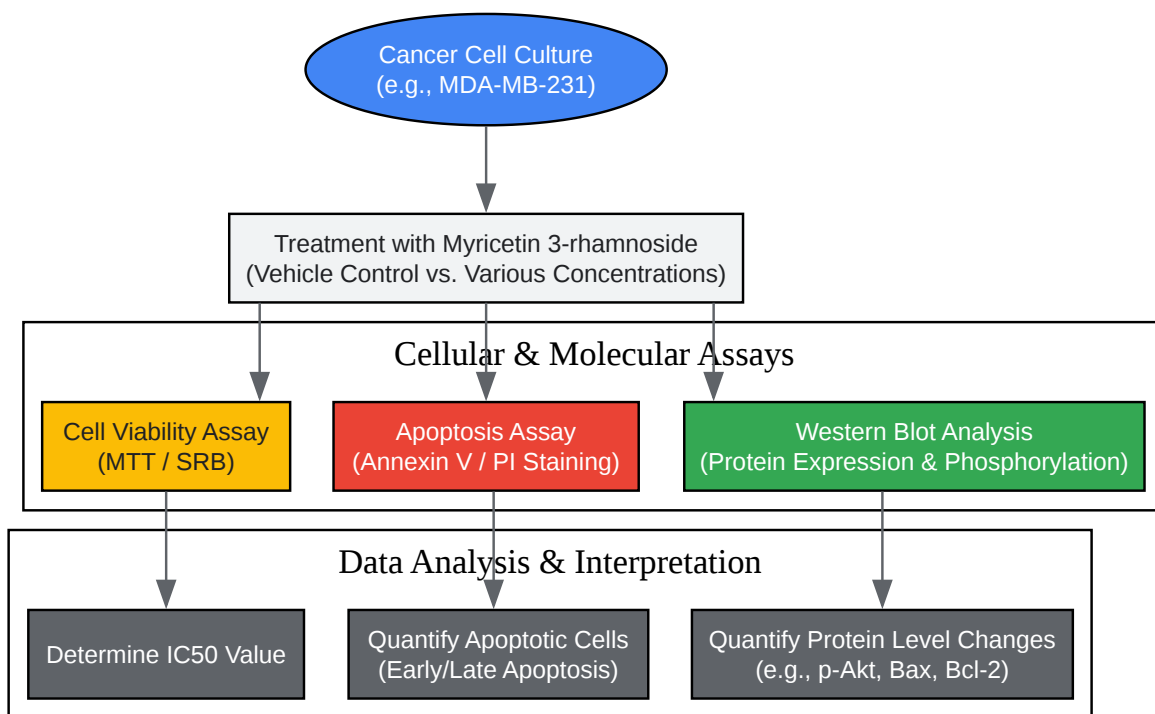 Cancer Cell Culture
(e.g., MDA-MB-231)
Treatment with Myricetin 3-rhamnoside
(Vehicle Control vs. Various Concentrations)
Cellular & Molecular Assays
Cell Viability Assay
(MTT / SRB)
Apoptosis Assay
(Annexin V / PI Staining)
Western Blot Analysis
(Protein Expression & Phosphorylation)
Data Analysis & Interpretation
Determine IC50 Value
Quantify Apoptotic Cells
(Early/Late Apoptosis)
Quantify Protein Level Changes
(e.g., p-Akt, Bax, Bcl-2)